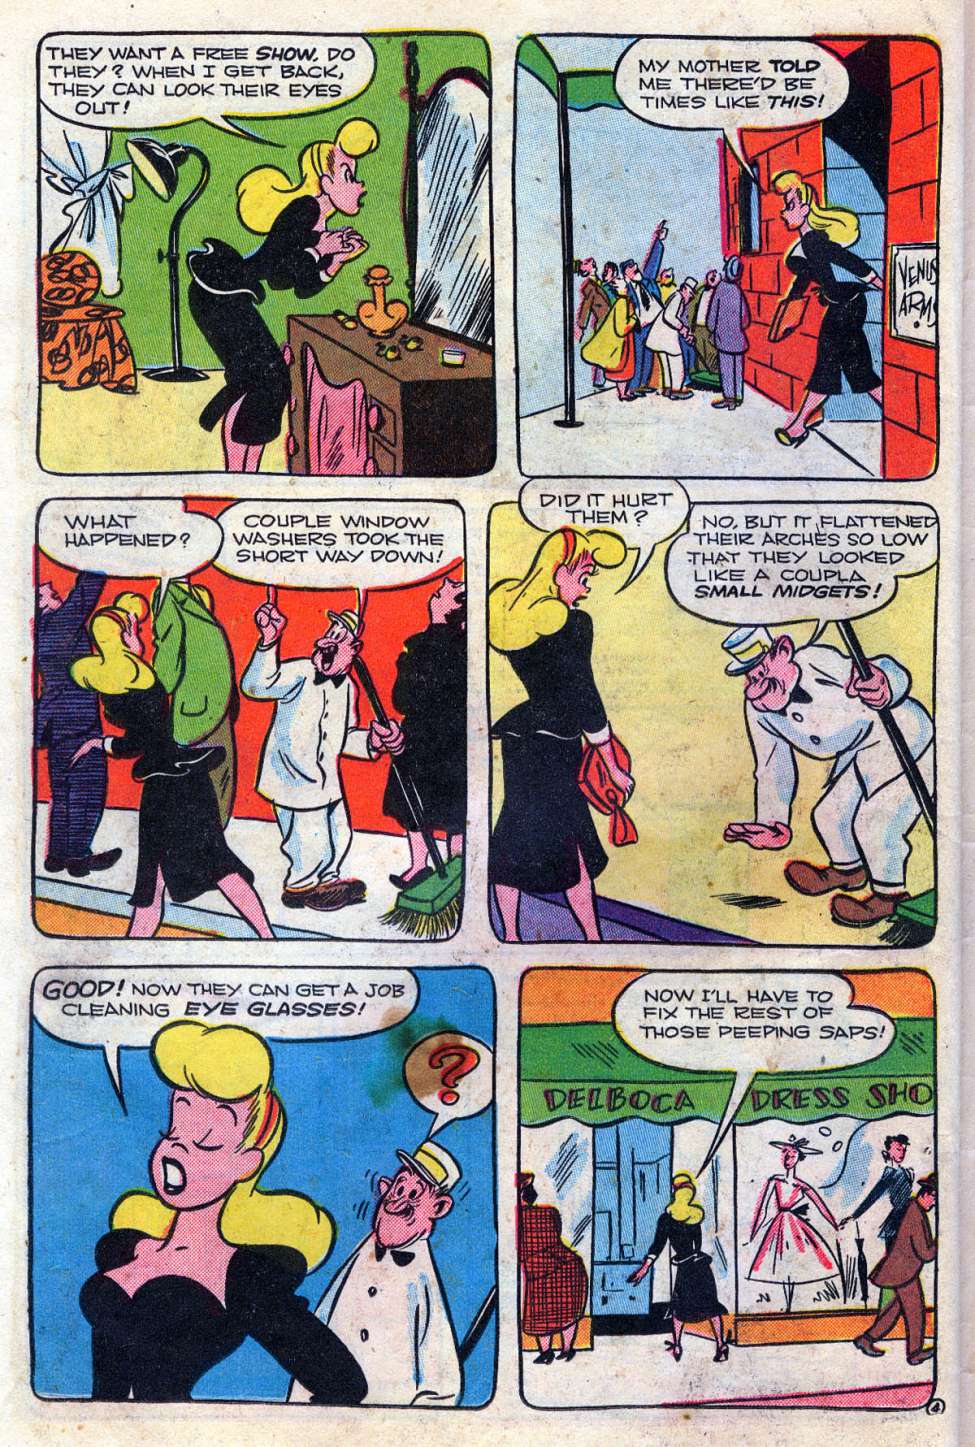 THEY WANT A FREE SHOW, DO
THEY? WHEN I GET BACK,
THEY CAN LOOK THEIR EYES
OUT!
MY MOTHER TOLD
ME THERE'D BE
TIMES LIKE THIS!
VENUS
ARMS
WHAT
HAPPENED?
COUPLE WINDOW
WASHERS TOOK THE
SHORT WAY DOWN!
DID IT HURT
THEM?
NO, BUT IT FLATTENED
THEIR ARCHES SO LOW
THAT THEY LOOKED
LIKE A COUPLA
SMALL MIDGETS!
GOOD! NOW THEY CAN GET A JOB
CLEANING EYE GLASSES!
?
NOW I'LL HAVE TO
FIX THE REST OF
THOSE PEEPING SAPS!
DELBOCA DRESS SHO
4